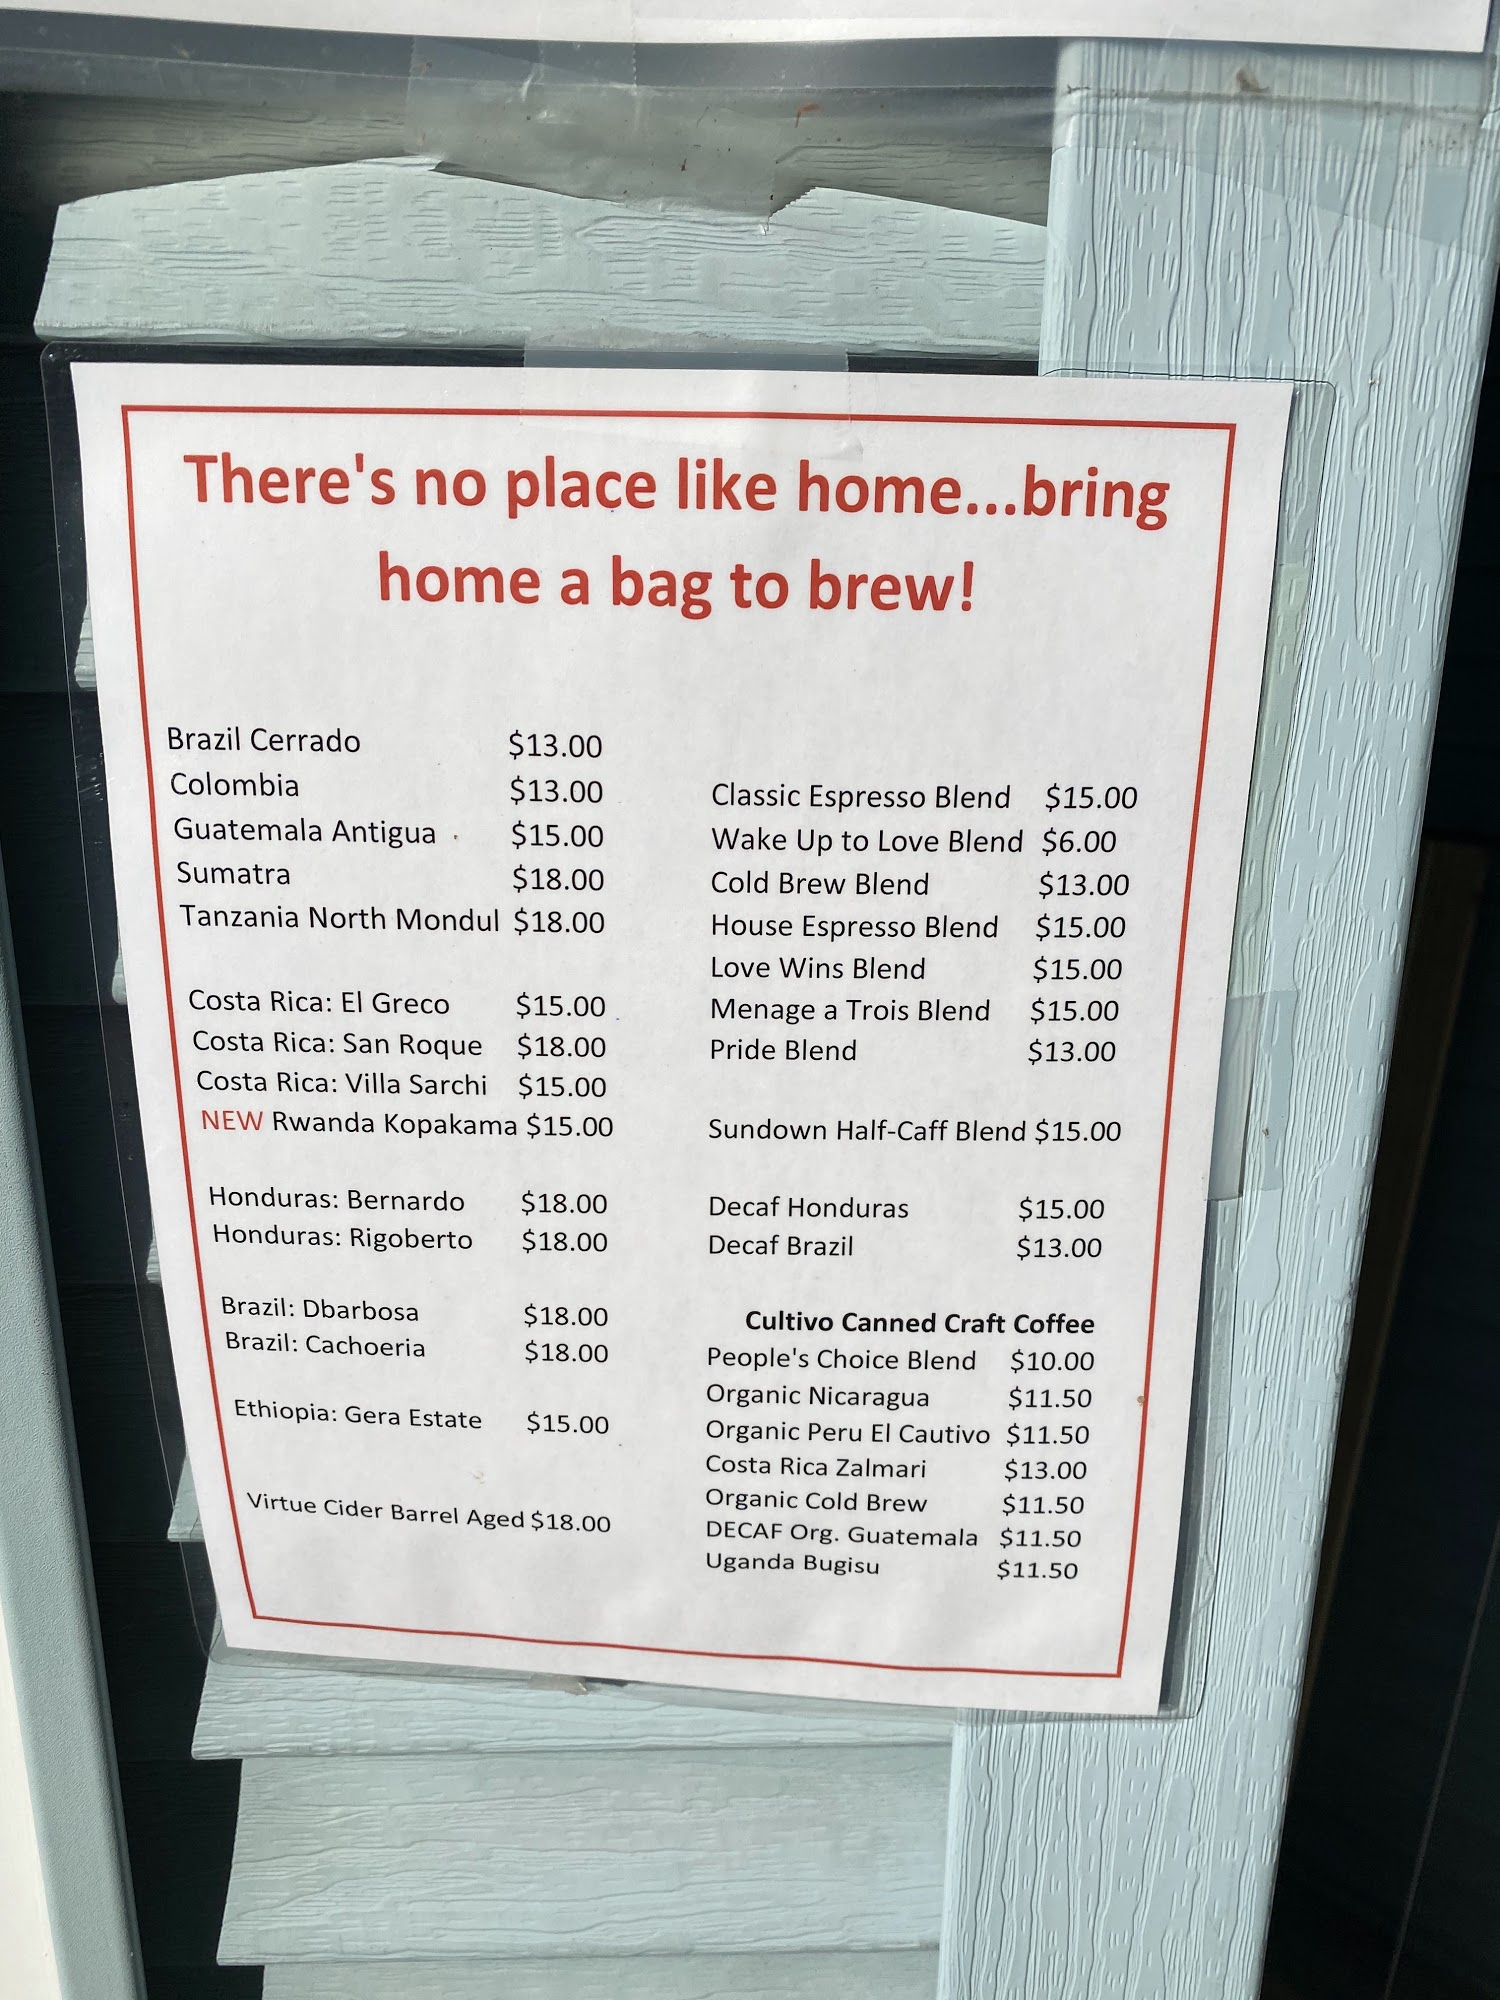 There's no place like home...bring
home a bag to brew!
Brazil Cerrado $13.00
Colombia $13.00
Guatemala Antigua $15.00
Sumatra $18.00
Tanzania North Mondul $18.00
Costa Rica: El Greco $15.00
Costa Rica: San Roque $18.00
Costa Rica: Villa Sarchi $15.00
NEW Rwanda Kopakama $15.00
Honduras: Bernardo $18.00
Honduras: Rigoberto $18.00
Brazil: Dbarbosa $18.00
Brazil: Cachoeria $18.00
Ethiopia: Gera Estate $15.00
Virtue Cider Barrel Aged $18.00
Classic Espresso Blend $15.00
Wake Up to Love Blend $6.00
Cold Brew Blend $13.00
House Espresso Blend $15.00
Love Wins Blend $15.00
Menage a Trois Blend $15.00
Pride Blend $13.00
Sundown Half-Caff Blend $15.00
Decaf Honduras $15.00
Decaf Brazil $13.00
Cultivo Canned Craft Coffee
People's Choice Blend $10.00
Organic Nicaragua $11.50
Organic Peru El Cautivo $11.50
Costa Rica Zalmari $13.00
Organic Cold Brew $11.50
DECAF Org. Guatemala $11.50
Uganda Bugisu $11.50